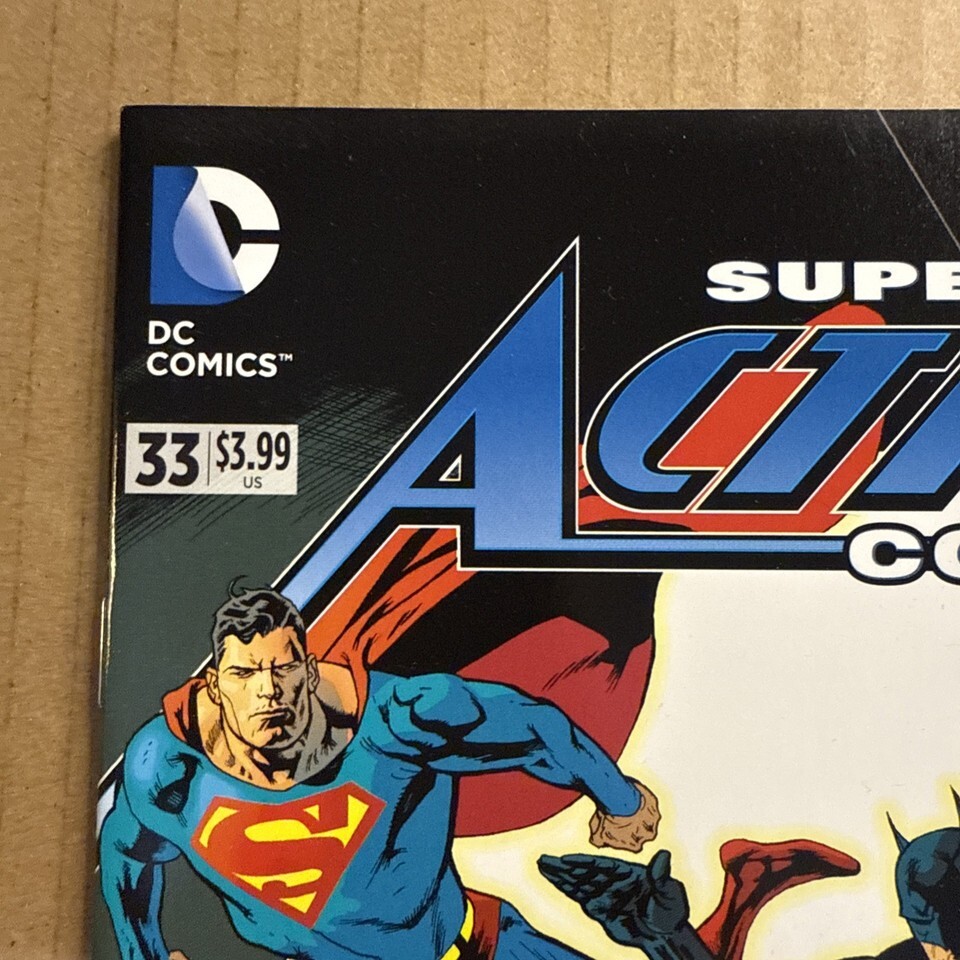 DC
COMICS™
33 $3.99
US
SUPE
ACTI
CO
S